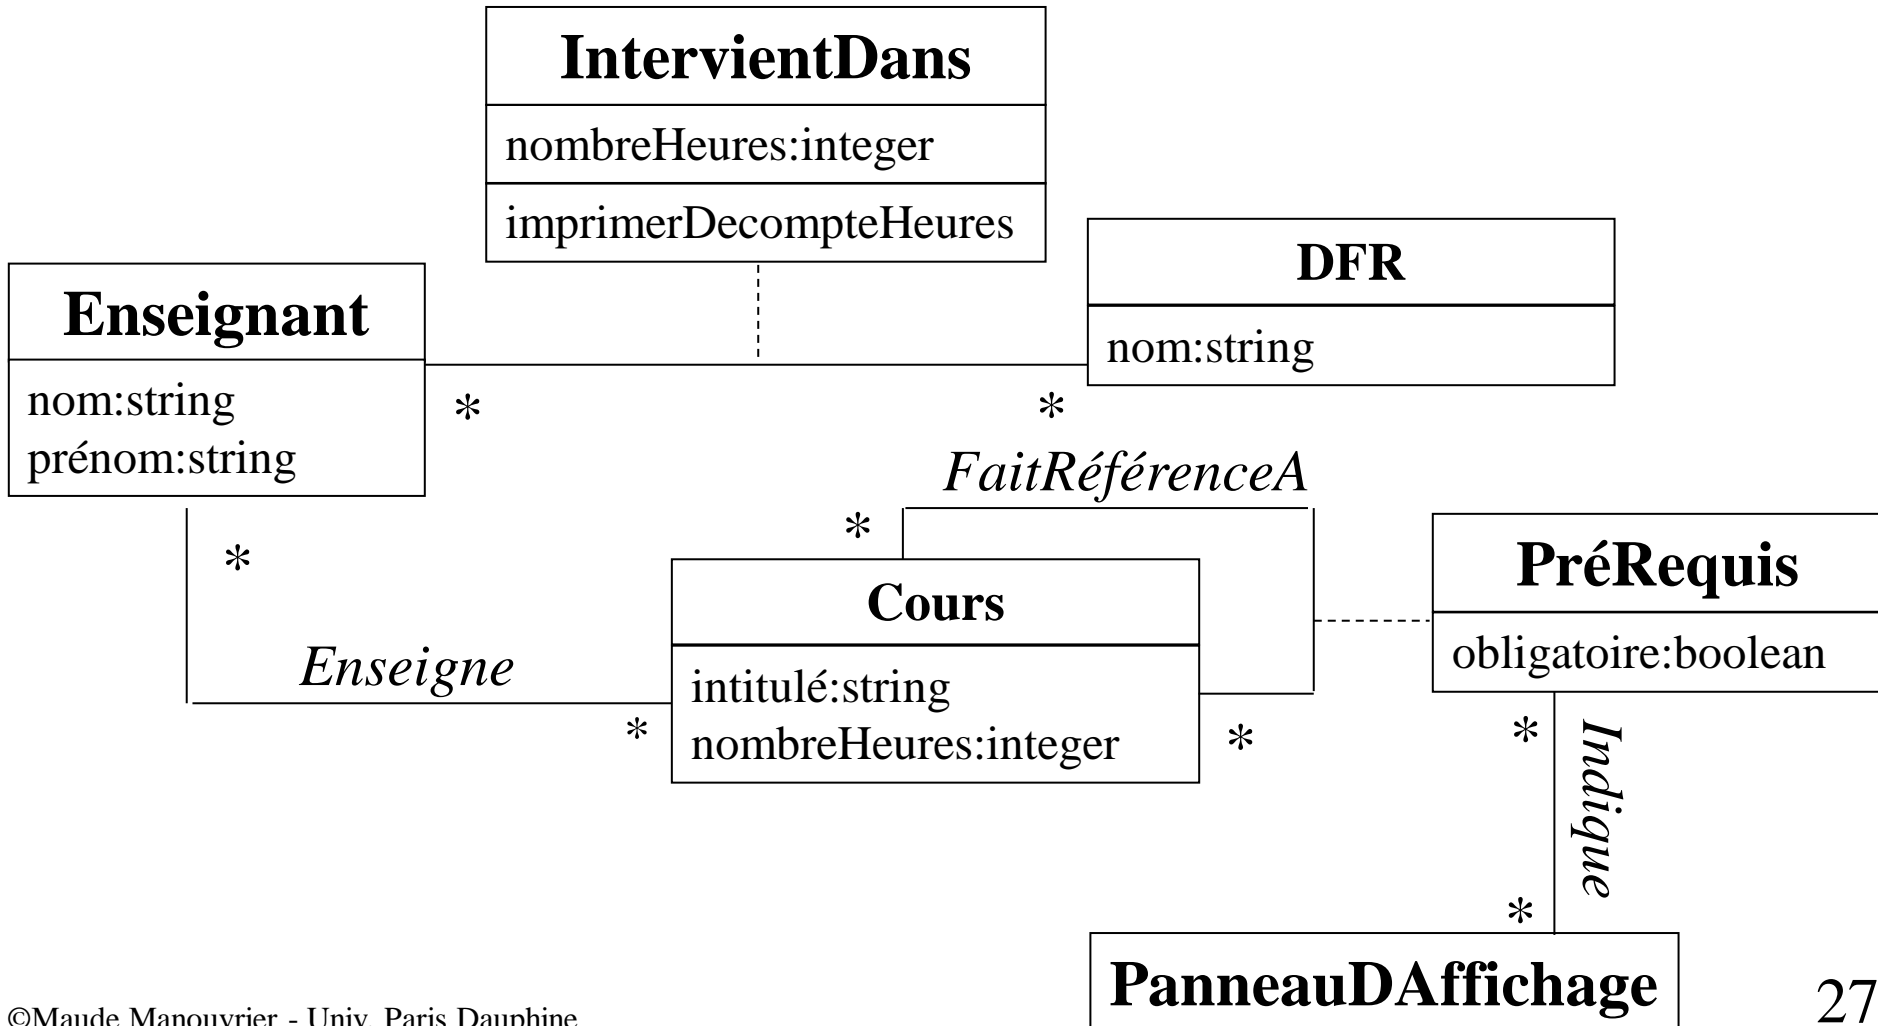 IntervientDans
nombreHeures:integer
imprimerDecompteHeures
DFR
nom:string
Enseignant
nom:string
prénom:string
*
*
FaitRéférenceA
*
*
PréRequis
obligatoire:boolean
Cours
intitulé:string
nombreHeures:integer
Enseigne
*
*
*
Indique
*
PanneauDAffichage
©Maude Manouvrier - Univ. Paris Dauphine
27